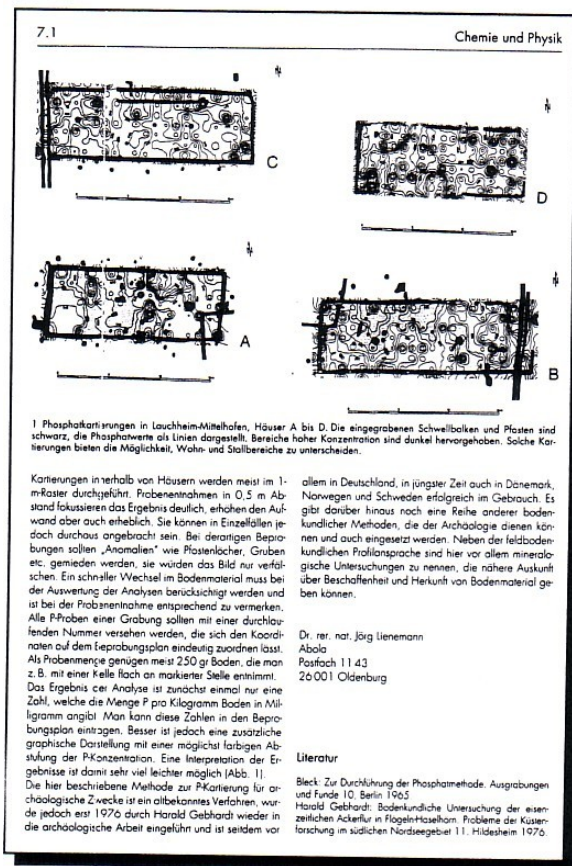 7.1
Chemie und Physik
C
D
A
B
1 Phosphatkartierungen in Lauchheim-Mittelhofen, Häuser A bis D. Die eingegrabenen Schwellbalken und Pfosten sind
schwarz, die Phosphatwerte als Linien dargestellt. Bereiche hoher Konzentration sind dunkel hervorgehoben. Solche Kar-
tierungen bieten die Möglichkeit, Wohn- und Stallbereiche zu unterscheiden.
Kartierungen innerhalb von Häusern werden meist im 1-
m-Raster durchgeführt. Probenentnahmen in 0,5 m Ab-
stand fokussieren das Ergebnis deutlich, erhöhen den Auf-
wand aber auch erheblich. Sie können in Einzelfällen je-
doch durchaus angebracht sein. Bei derartigen Bepro-
bungen sollten „Anomalien" wie Pfostenlöcher, Gruben
etc. gemieden werden, sie würden das Bild nur verfäl-
schen. Ein schneller Wechsel im Bodenmaterial muss bei
der Auswertung der Analysen berücksichtigt werden und
ist bei der Probenentnahme entsprechend zu vermerken.
Alle P-Proben einer Grabung sollten mit einer durchlau-
fenden Nummer versehen werden, die sich den Koordi-
naten auf dem Beprobungsplan eindeutig zuordnen lässt.
Als Probenmenge genügen meist 250 gr Boden, die man
z. B. mit einer Kelle flach an markierter Stelle entnimmt.
Das Ergebnis der Analyse ist zunächst einmal nur eine
Zahl, welche die Menge P pro Kilogramm Boden in Mil-
ligramm angibt. Man kann diese Zahlen in den Bepro-
bungsplan eintragen. Besser ist jedoch eine zusätzliche
graphische Darstellung mit einer möglichst farbigen Ab-
stufung der P-Konzentration. Eine Interpretation der Er-
gebnisse ist damit sehr viel leichter möglich (Abb. 1).
Die hier beschriebene Methode zur P-Kartierung für ar-
chäologische Zwecke ist ein altbekanntes Verfahren, wur-
de jedoch erst 1976 durch Harald Gebhardt wieder in
die archäologische Arbeit eingeführt und ist seitdem vor
allem in Deutschland, in jüngster Zeit auch in Dänemark,
Norwegen und Schweden erfolgreich im Gebrauch. Es
gibt darüber hinaus noch eine Reihe anderer boden-
kundlicher Methoden, die der Archäologie dienen kön-
nen und auch eingesetzt werden. Neben der feldboden-
kundlichen Profilansprache sind hier vor allem mineralo-
gische Untersuchungen zu nennen, die nähere Auskunft
über Beschaffenheit und Herkunft von Bodenmaterial ge-
ben können.
Dr. rer. nat. Jörg Lienemann
Abola
Postfach 11 43
26 001 Oldenburg
Literatur
Bleck: Zur Durchführung der Phosphatmethode. Ausgrabungen
und Funde 10, Berlin 1965
Harald Gebhardt: Bodenkundliche Untersuchung der eisen-
zeitlichen Ackerflur in Flögeln-Haselhorn. Probleme der Küsten-
forschung im südlichen Nordseegebiet 11. Hildesheim 1976.